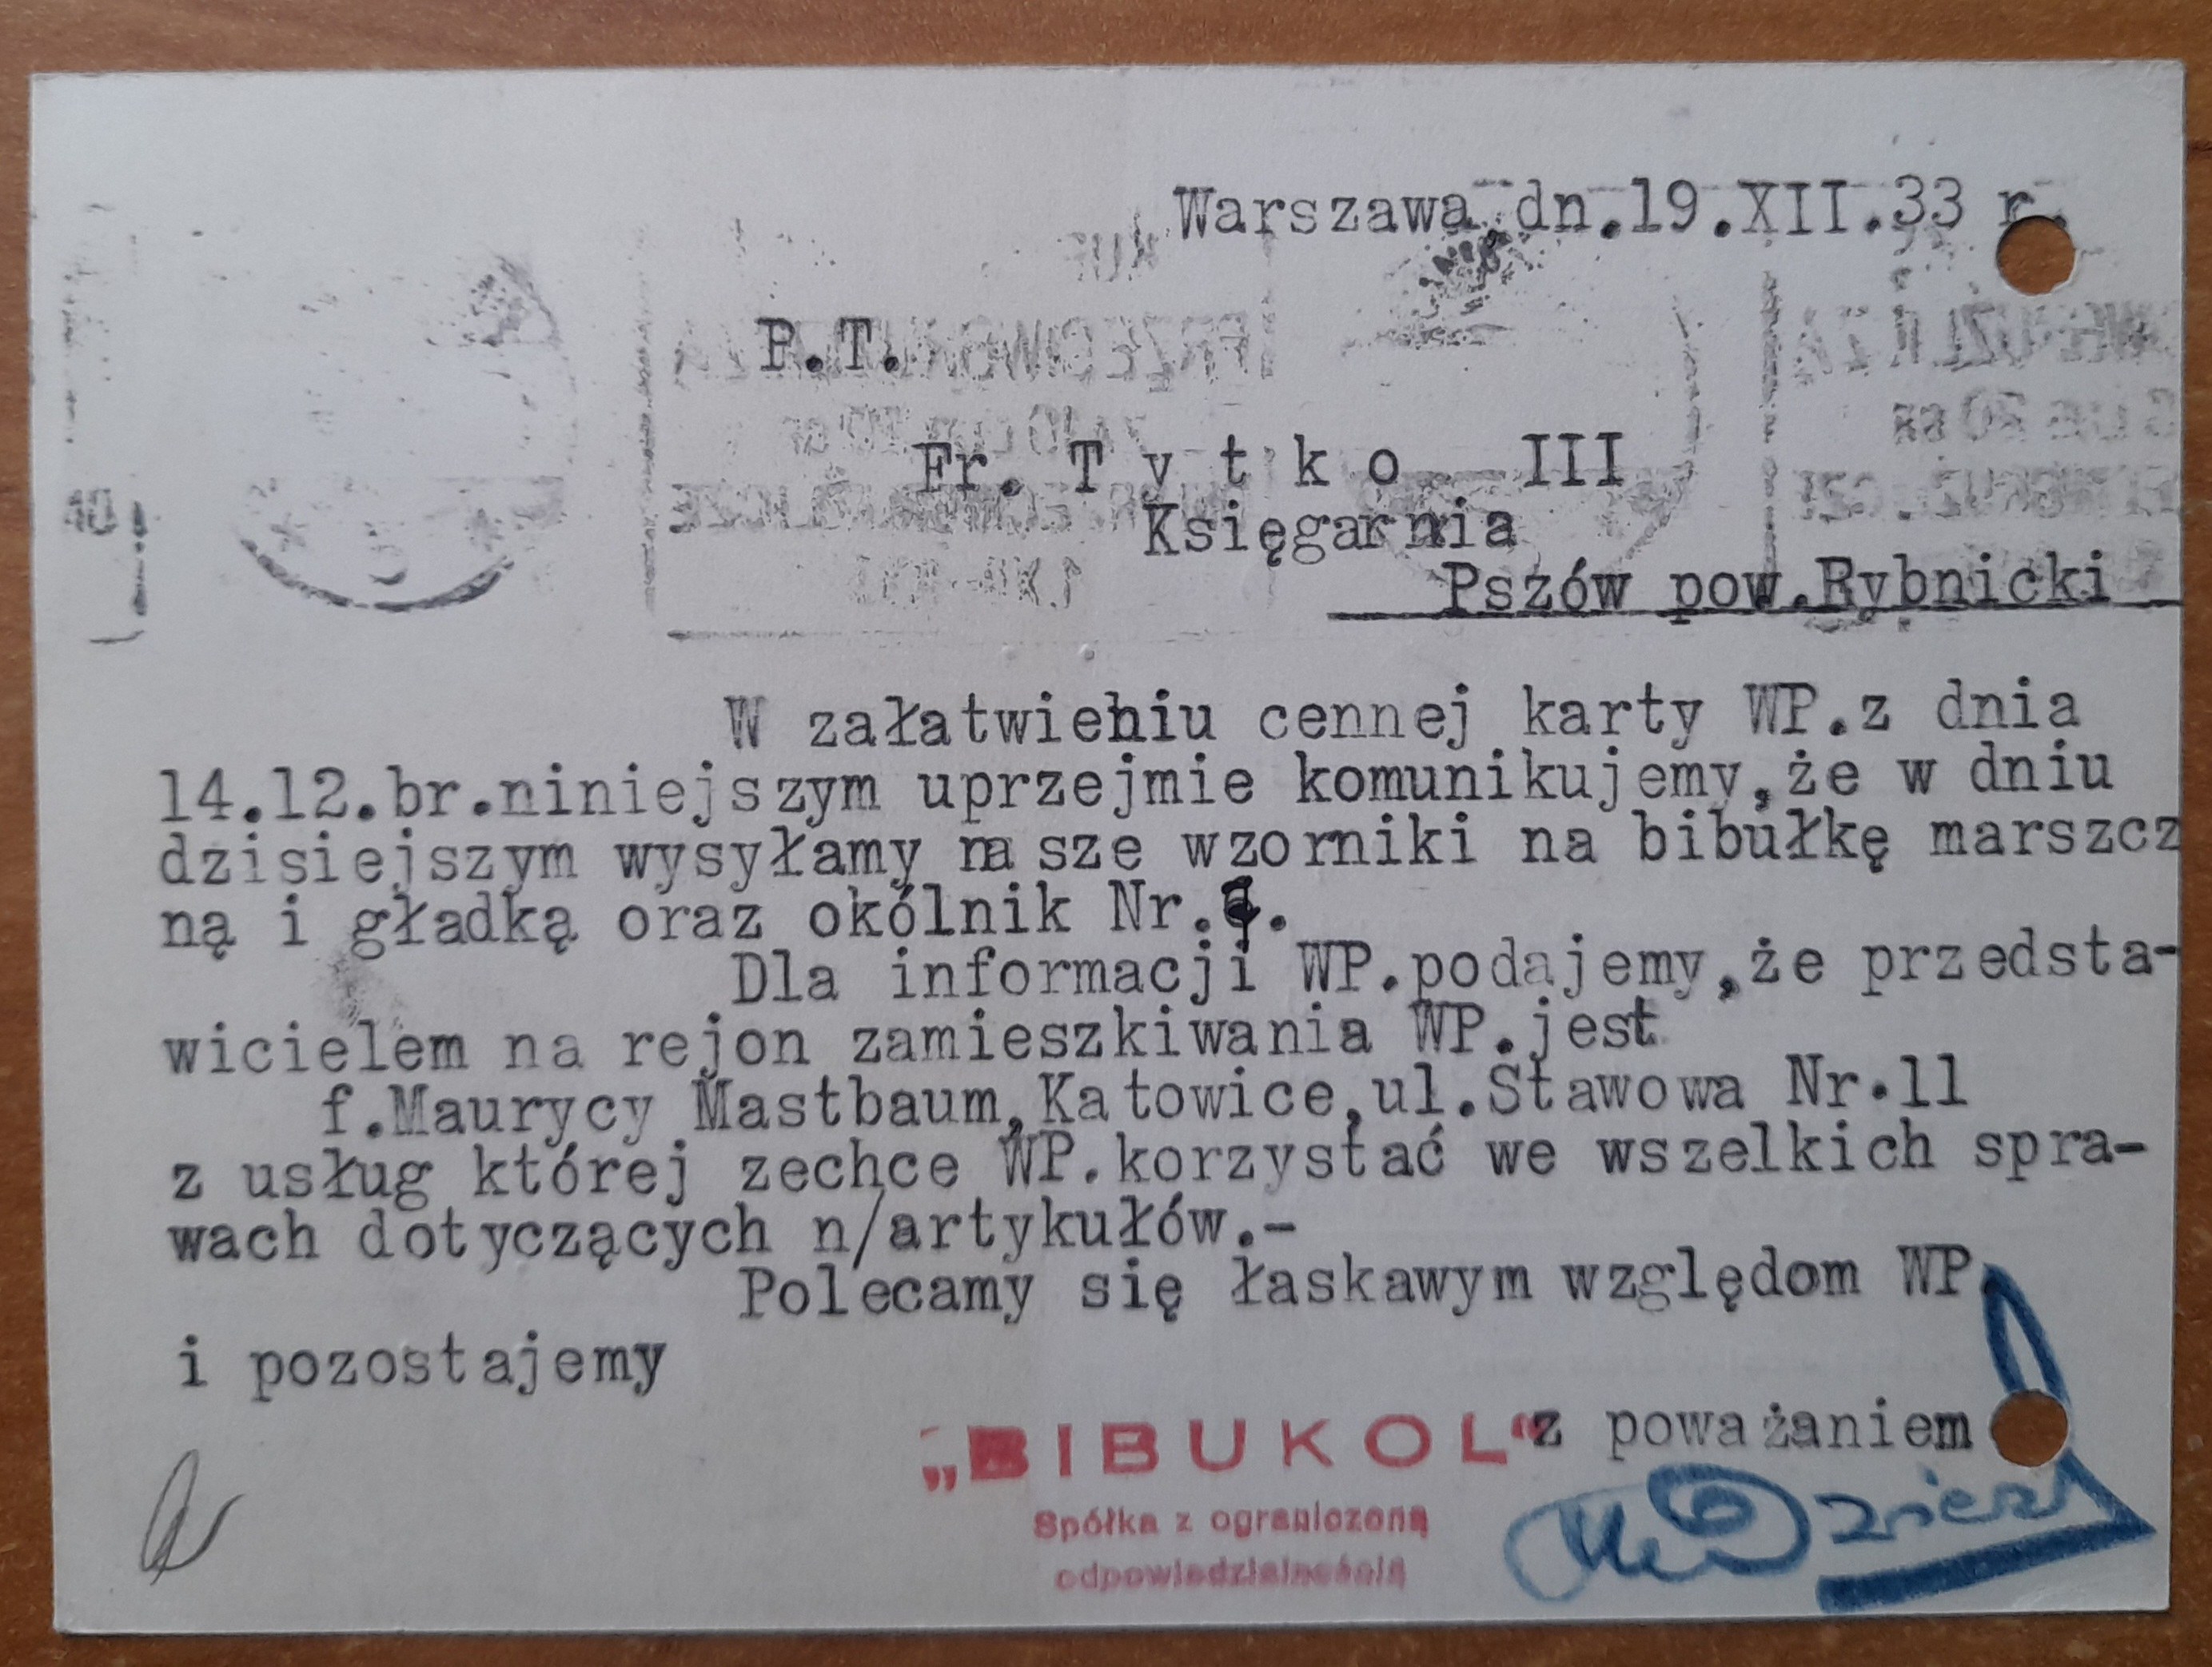 Warszawa dn.19.XII.33 r.
P.T.
Fr. T y t k o III
Księgarnia
Pszów pow.Rybnicki
W załatwieniu cennej karty WP.z dnia
14.12.br.niniejszym uprzejmie komunikujemy,że w dniu
dzisiejszym wysyłamy nasze wzorniki na bibułkę marszcz
ną i gładką oraz okólnik Nr.
Dla informacji WP.podajemy,że przedsta-
wicielem na rejon zamieszkiwania WP.jest
f.Maurycy Mastbaum,Katowice,ul.Stawowa Nr.11
z usług której zechce WP.korzystać we wszelkich spra-
wach dotyczących n/artykułów.-
Polecamy się łaskawym względom WP.
i pozostajemy
„BIBUKOL" z poważaniem
Spółka z ograniczoną
odpowiedzialnością